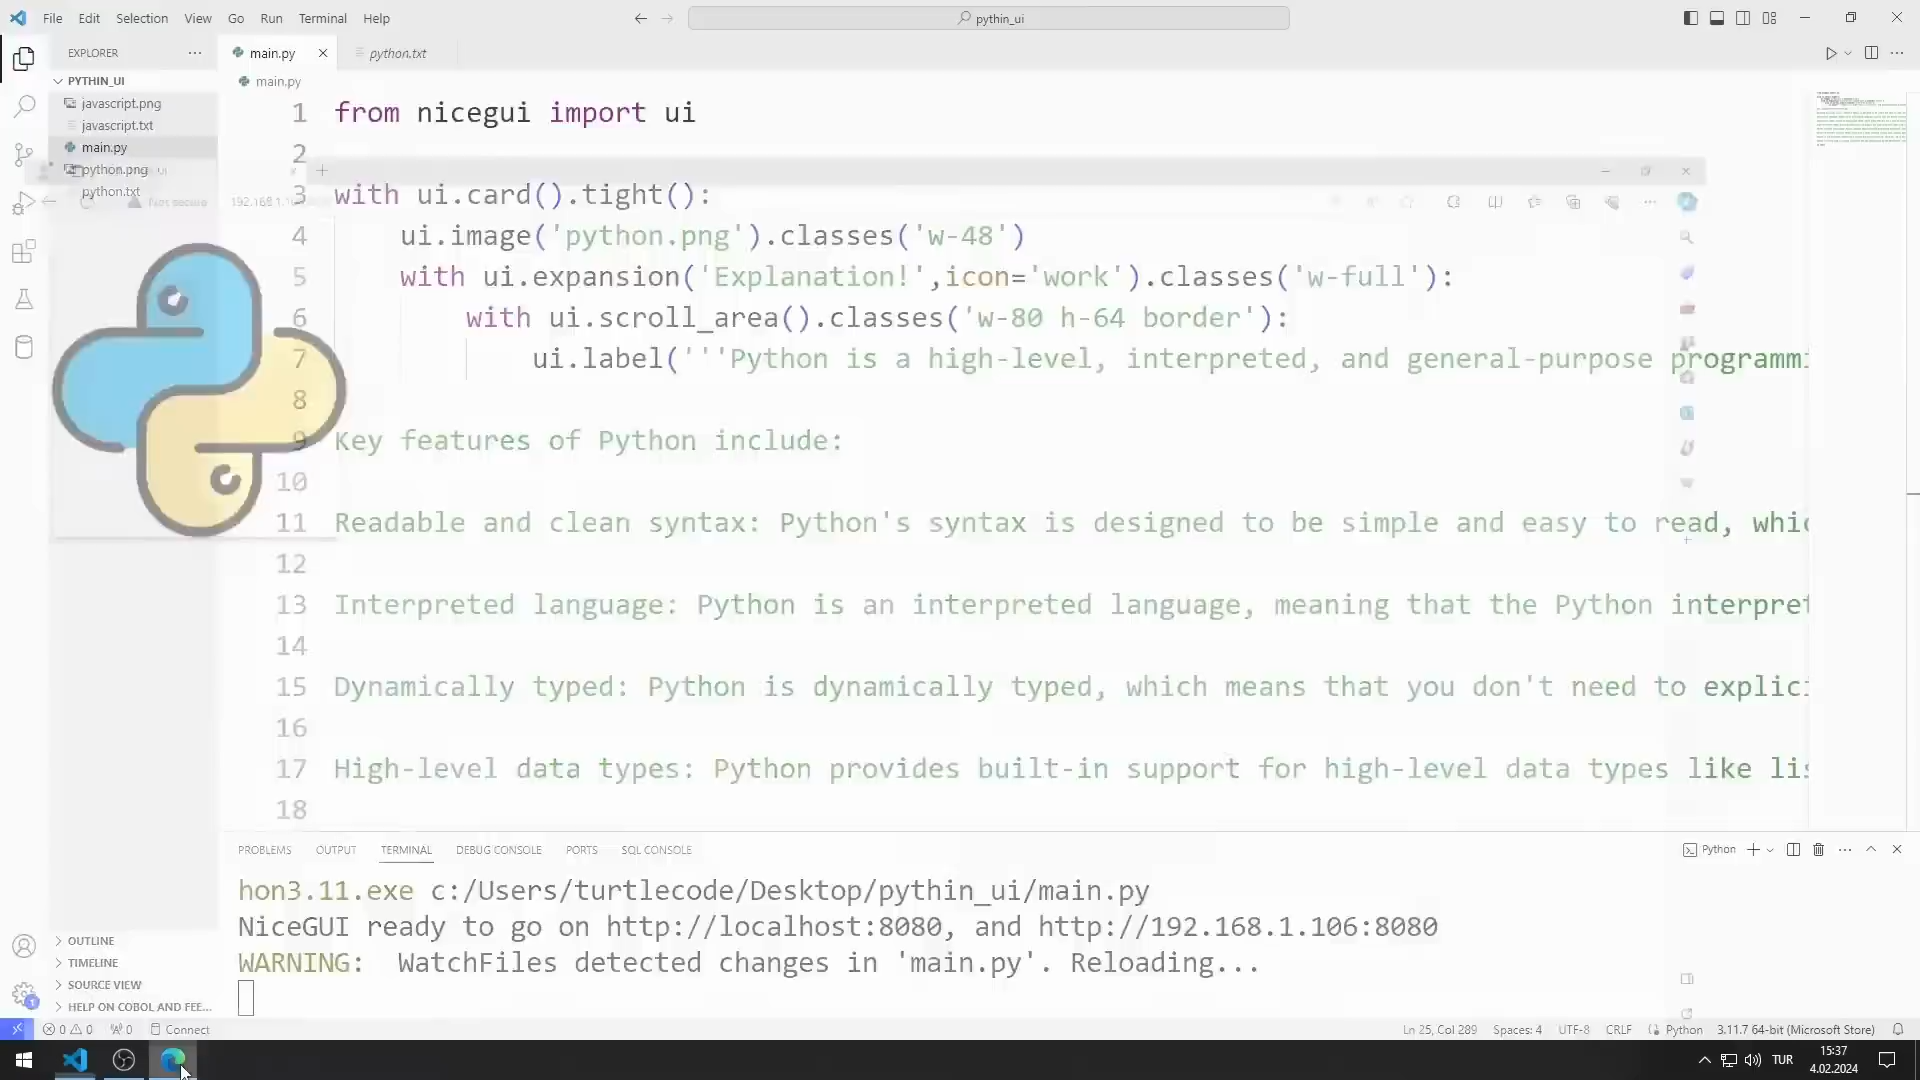 File Edit Selection View Go Run Terminal Help
pythin_ui
EXPLORER
main.py
python.txt
PYTHIN_UI
javascript.png
javascript.txt
main.py
python.png
python.txt
main.py
ui
Not secure
192.168.1.10
1 from nicegui import ui
2
3 with ui.card().tight():
4 ui.image('python.png').classes('w-48')
5 with ui.expansion('Explanation!',icon='work').classes('w-full'):
6 with ui.scroll_area().classes('w-80 h-64 border'):
7 ui.label('''Python is a high-level, interpreted, and general-purpose programmi
8
9 Key features of Python include:
10
11 Readable and clean syntax: Python's syntax is designed to be simple and easy to read, whic
12
13 Interpreted language: Python is an interpreted language, meaning that the Python interpret
14
15 Dynamically typed: Python is dynamically typed, which means that you don't need to explici
16
17 High-level data types: Python provides built-in support for high-level data types like lis
18
PROBLEMS OUTPUT TERMINAL DEBUG CONSOLE PORTS SQL CONSOLE
Python
hon3.11.exe c:/Users/turtlecode/Desktop/pythin_ui/main.py
NiceGUI ready to go on http://localhost:8080, and http://192.168.1.106:8080
WARNING:  WatchFiles detected changes in 'main.py'. Reloading...
OUTLINE
TIMELINE
SOURCE VIEW
HELP ON COBOL AND FEE...
1
0 0 0 Connect
Ln 25, Col 289 Spaces: 4 UTF-8 CRLF Python 3.11.7 64-bit (Microsoft Store)
TUR
15:37
4.02.2024